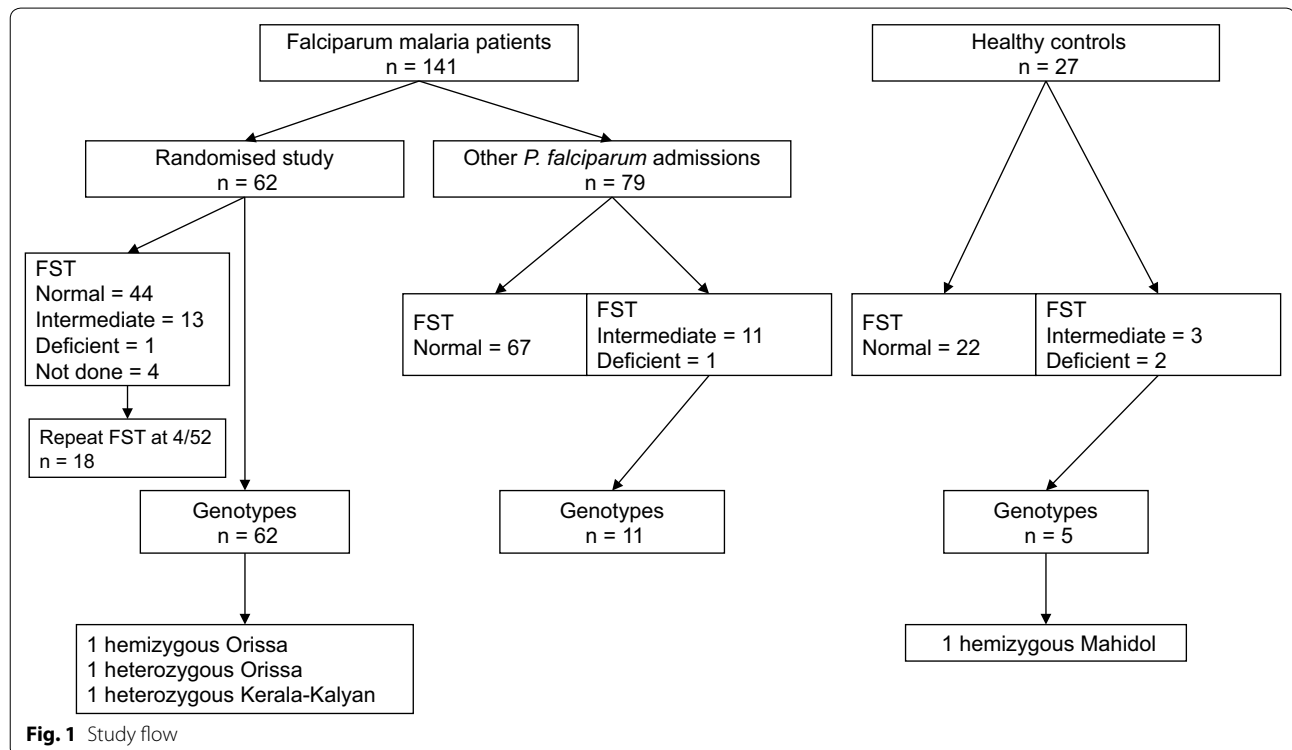 Falciparum malaria patients
n = 141
Healthy controls
n = 27
Randomised study
n = 62
Other P. falciparum admissions
n = 79
FST
Normal = 44
Intermediate = 13
Deficient = 1
Not done = 4
FST
Normal = 67
FST
Intermediate = 11
Deficient = 1
FST
Normal = 22
FST
Intermediate = 3
Deficient = 2
Repeat FST at 4/52
n = 18
Genotypes
n = 62
Genotypes
n = 11
Genotypes
n = 5
1 hemizygous Orissa
1 heterozygous Orissa
1 heterozygous Kerala-Kalyan
1 hemizygous Mahidol
Fig. 1 Study flow